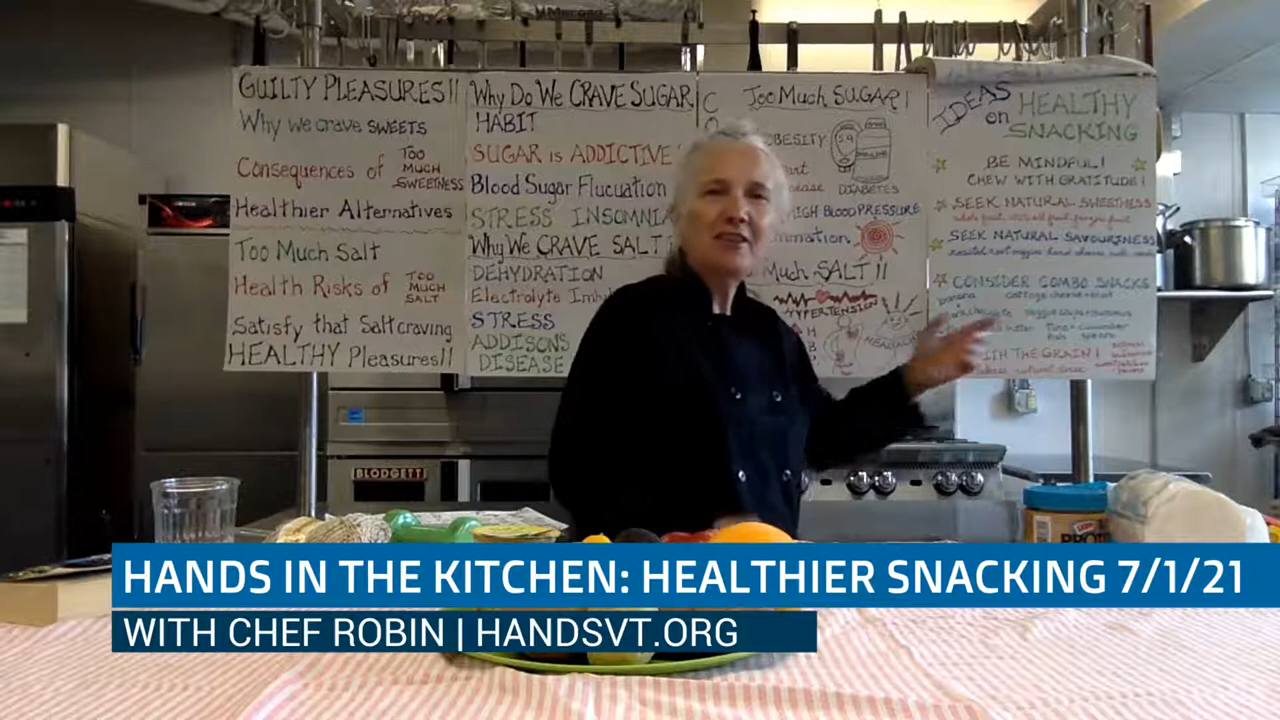 GUILTY PLEASURES!!
Why we crave SWEETS
Consequences of TOO MUCH SWEETNESS
Healthier Alternatives
Too Much Salt
Health Risks of TOO MUCH SALT
Satisfy that Salt craving
HEALTHY Pleasures!!
Why Do We CRAVE SUGAR
HABIT
SUGAR is ADDICTIVE
Blood Sugar Flucuation
STRESS INSOMNIA
Why We CRAVE SALT
DEHYDRATION
Electrolyte
STRESS
ADDISONS
DISEASE
Too Much SUGAR!
OBESITY
DIABETES
HIGH BLOOD PRESSURE
Much SALT!!
HYPERTENSION
IDEAS on HEALTHY SNACKING
BE MINDFUL!
CHEW WITH GRATITUDE!
SEEK NATURAL SWEETNESS
SEEK NATURAL SAVOURINESS
CONSIDER COMBO SNACKS
banana
THE GRAIN!
BLODGETT
HANDS IN THE KITCHEN: HEALTHIER SNACKING 7/1/21
WITH CHEF ROBIN | HANDSVT.ORG